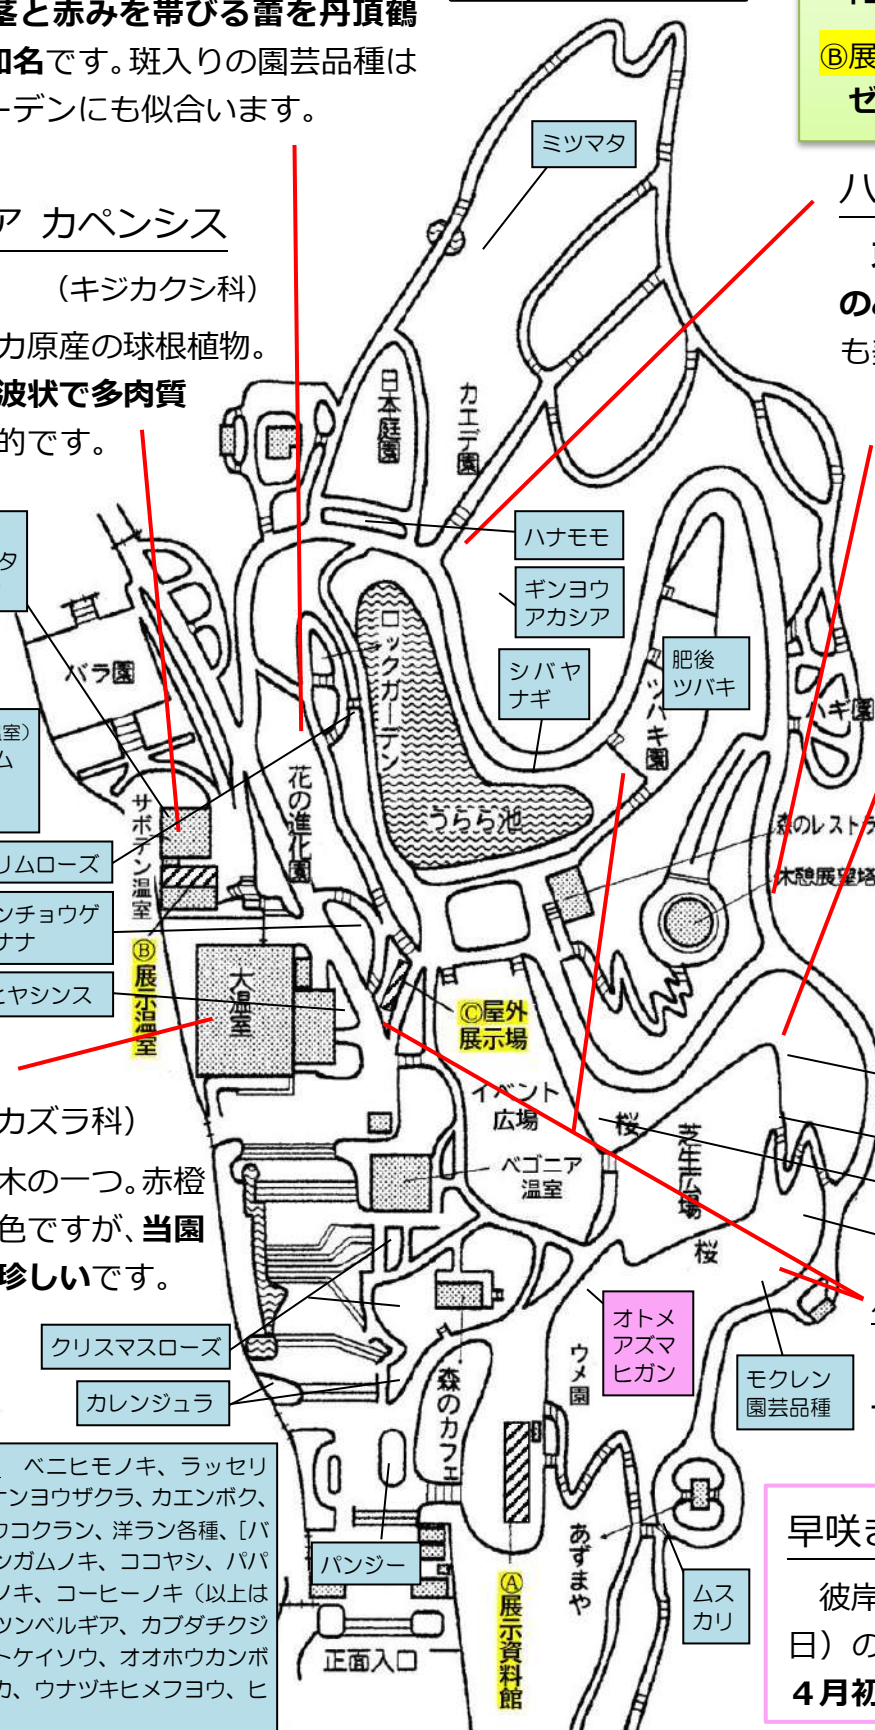 茎と赤みを帯びる蕾を丹頂鶴
和名です。斑入りの園芸品種は
ーデンにも似合います。
Ⓑ展
ゼ
ア カペンシス
（キジカクシ科）
カ原産の球根植物。
波状で多肉質
的です。
ハ
のみ
も
ミツマタ
日本庭園
カエデ園
ハナモモ
ギンヨウ
アカシア
シバヤ
ナギ
肥後
ツバキ
ツバキ園
ハギ園
ロックガーデン
うらら池
タ
バラ園
温室）
ム
サボテン温室
花の進化園
森のレストラ
休憩展望塔
リムローズ
ンチョウゲ
ナナ
ヒヤシンス
Ⓑ展示温室
大温室
Ⓒ屋外
展示場
イベント
広場
桜
芝生広場
桜
ベゴニア
温室
カズラ科）
木の一つ。赤橙
色ですが、当園
珍しいです。
クリスマスローズ
カレンジュラ
オトメ
アズマ
ヒガン
モクレン
園芸品種
ウメ園
森のカフェ
パンジー
あずまや
ムス
カリ
Ⓐ展示資料館
正面入口
ベニヒモノキ、ラッセリ
ナンヨウザクラ、カエンボク、
ウコクラン、洋ラン各種、[バ
ンガムノキ、ココヤシ、パパ
ノキ、コーヒーノキ（以上は
ツンベルギア、カブダチクジ
トケイソウ、オオホウカンボ
カ、ウナヅキヒメフヨウ、ヒ
早咲き
彼岸
日）の
４月初